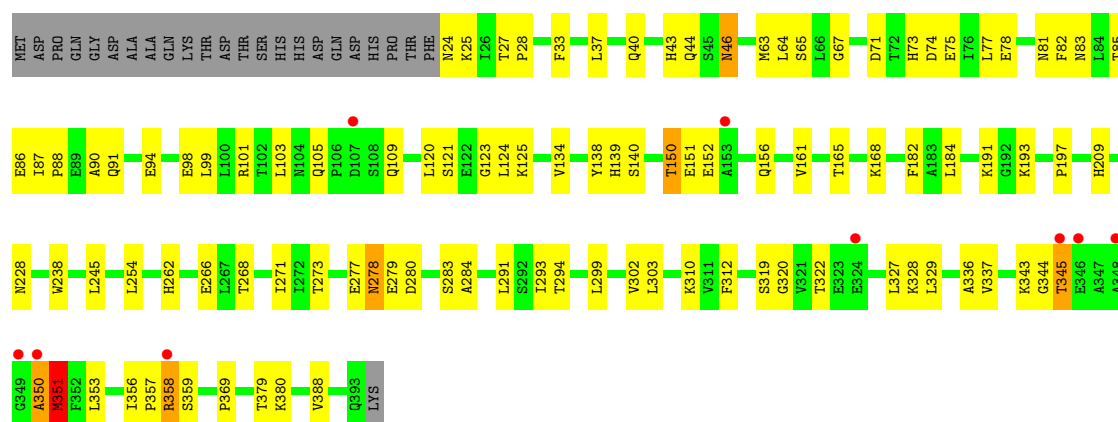 MET ASP PRO GLN GLY ASP ALA ALA GLN LYS THR ASP THR SER HIS HIS ASP GLN ASP HIS PRO THR PHE N24 K25 I26 T27 P28 F33 L37 Q40 H43 Q44 S45 N46 M63 L64 S65 L66 G67 D71 T72 H73 D74 E75 I76 L77 E78 N81 F82 N83 L84 T85
E86 I87 P88 E89 A90 Q91 E94 E98 L99 L100 R101 T102 L103 N104 Q105 P106 D107 S108 Q109 L120 S121 E122 G123 L124 K125 V134 Y138 H139 S140 T150 E151 E152 A153 Q156 V161 T165 K168 F182 A183 L184 K191 G192 K193 P197 H209
N228 W238 L245 L254 H262 E266 L267 T268 I271 I272 T273 E277 N278 E279 D280 S283 A284 L291 S292 I293 T294 L299 V302 L303 K310 V311 F312 S319 G320 V321 T322 E323 E324 L327 K328 L329 A336 V337 K343 G344 T345 E346 A347 A348
G349 A350 M351 F352 L353 I356 P357 R358 S359 P369 T379 K380 V388 Q393 LYS